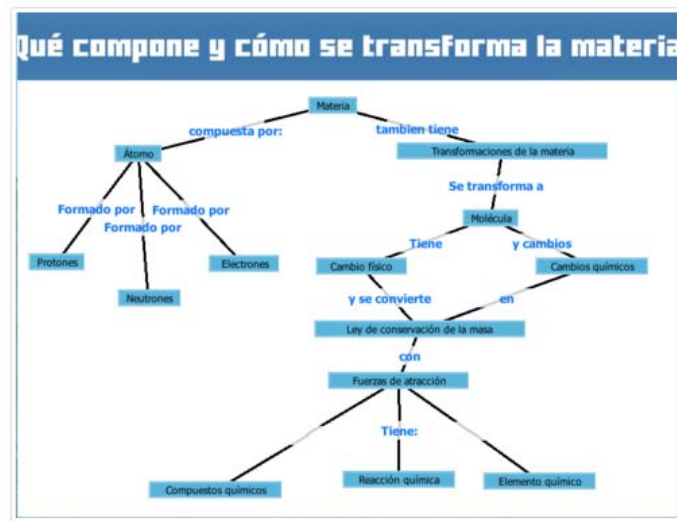 Qué compone y cómo se transforma la materia
Materia
compuesta por:
tambien tiene
Átomo
Transformaciones de la materia
Se transforma a
Formado por
Formado por
Formado por
Molécula
Tiene
y cambios
Protones
Electrones
Cambio físico
Cambios químicos
Neutrones
y se convierte
en
Ley de conservación de la masa
con
Fuerzas de atracción
Tiene:
Compuestos químicos
Reacción química
Elemento químico